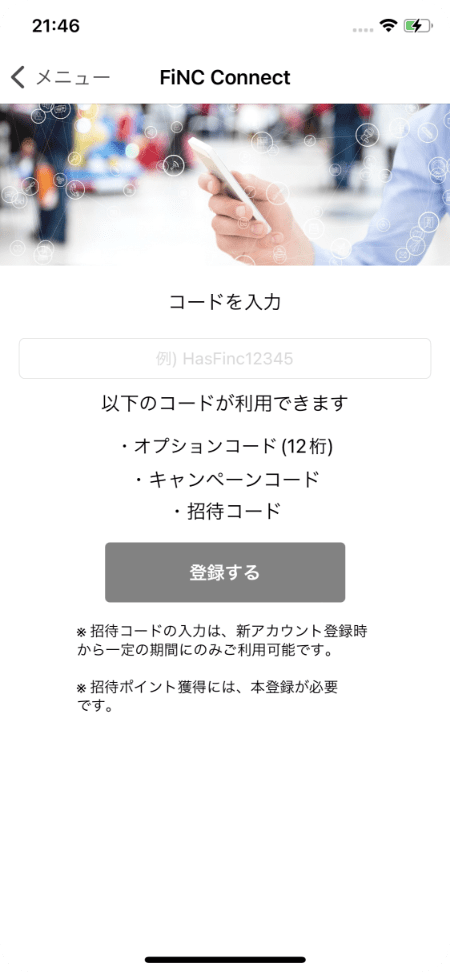 21:46
メニュー
FiNC Connect
コードを入力
例) HasFinc12345
以下のコードが利用できます
・オプションコード(12桁)
・キャンペーンコード
・招待コード
登録する
※ 招待コードの入力は、新アカウント登録時
から一定の期間にのみご利用可能です。
※ 招待ポイント獲得には、本登録が必要
です。